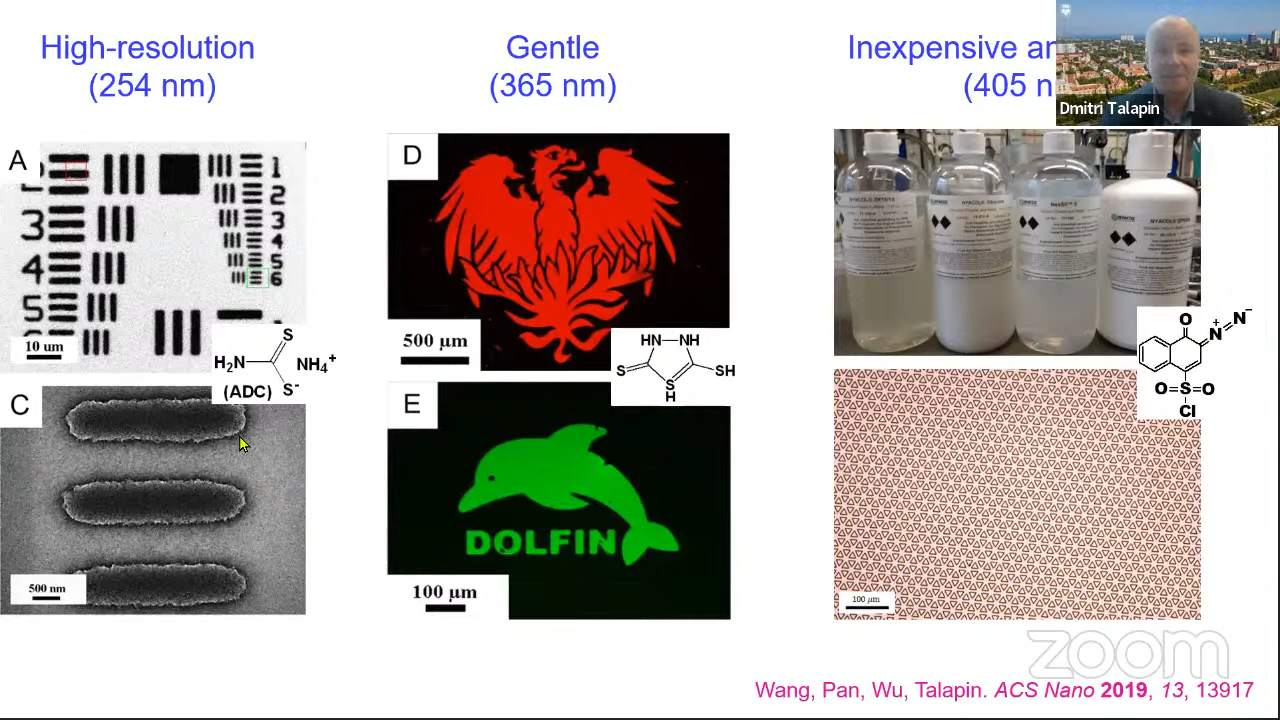 High-resolution
(254 nm)
Gentle
(365 nm)
Inexpensive an
(405 n
Dmitri Talapin
A
1
2
3
3
4
4
5
5
6
10 um
S
H₂N
NH₄⁺
(ADC) S⁻
C
500 nm
D
500 µm
HN NH
S
SH
S
H
E
DOLFIN
100 µm
O
N⁺ N⁻
O=S=O
Cl
100 µm
zoom
Wang, Pan, Wu, Talapin. ACS Nano 2019, 13, 13917